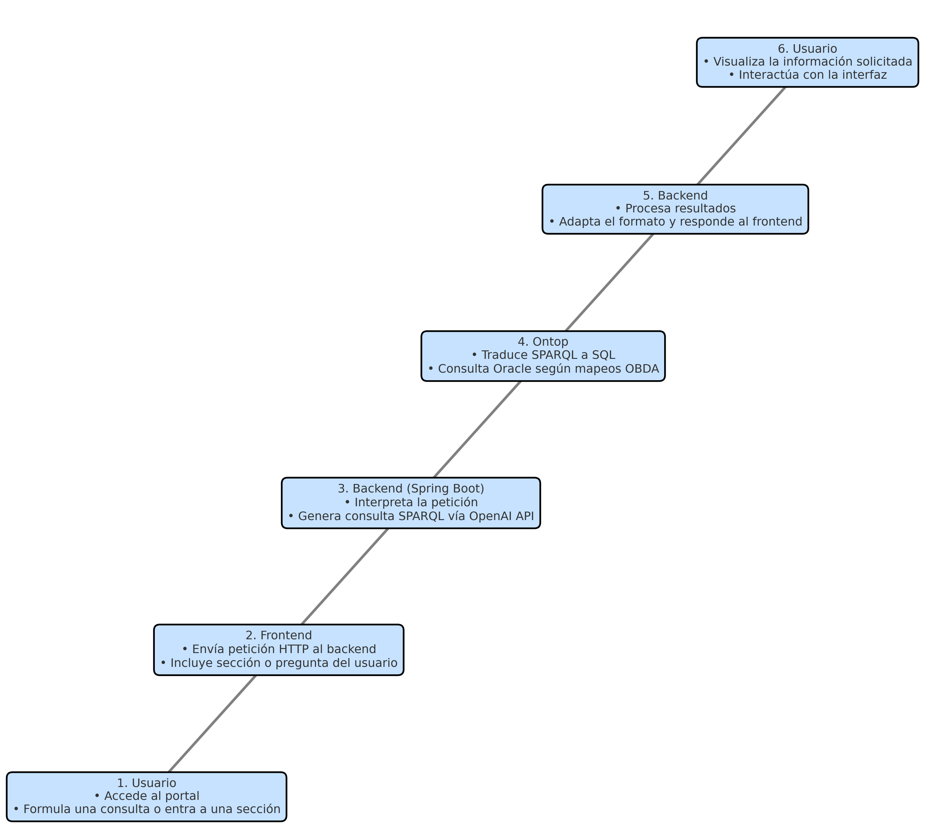 6. Usuario
• Visualiza la información solicitada
• Interactúa con la interfaz
5. Backend
• Procesa resultados
• Adapta el formato y responde al frontend
4. Ontop
• Traduce SPARQL a SQL
• Consulta Oracle según mapeos OBDA
3. Backend (Spring Boot)
• Interpreta la petición
• Genera consulta SPARQL vía OpenAI API
2. Frontend
• Envía petición HTTP al backend
• Incluye sección o pregunta del usuario
1. Usuario
• Accede al portal
• Formula una consulta o entra a una sección